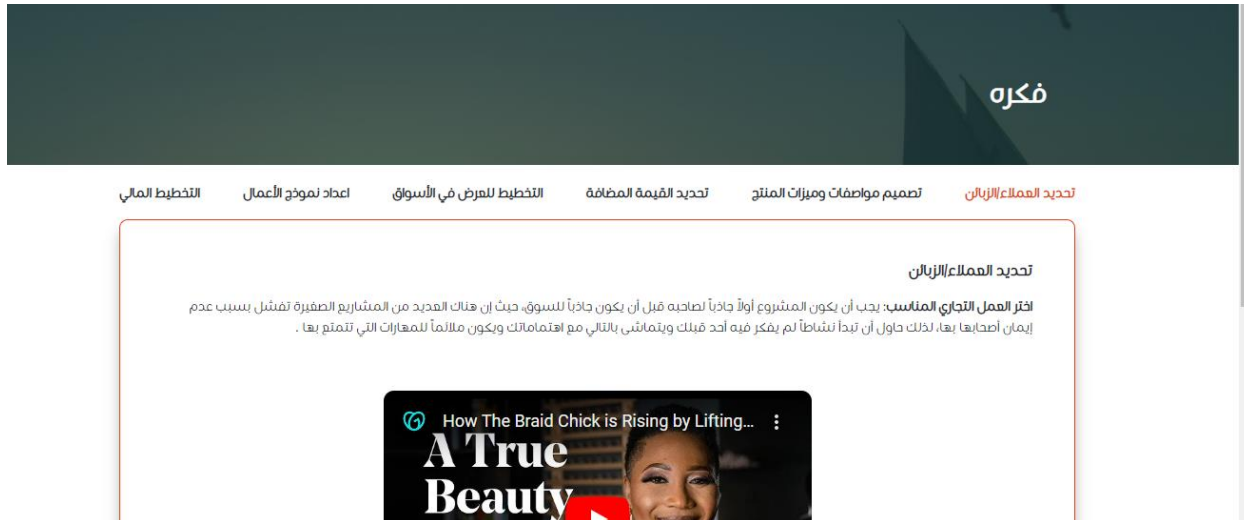 فكره
تحديد العملاء/الزبائن
تصميم مواصفات وميزات المنتج
تحديد القيمة المضافة
التخطيط للعرض في الأسواق
اعداد نموذج الأعمال
التخطيط المالي
تحديد العملاء/الزبائن
اختر العمل التجاري المناسب: يجب أن يكون المشروع أولاً جاذباً لصاحبه قبل أن يكون جاذباً للسوق، حيث إن هناك العديد من المشاريع الصغيرة تفشل بسبب عدم
إيمان أصحابها بها، لذلك حاول أن تبدأ نشاطاً لم يفكر فيه أحد قبلك ويتماشى بالتالي مع اهتماماتك ويكون ملائماً للمهارات التي تتمتع بها .
How The Braid Chick is Rising by Lifting...
A True
Beauty